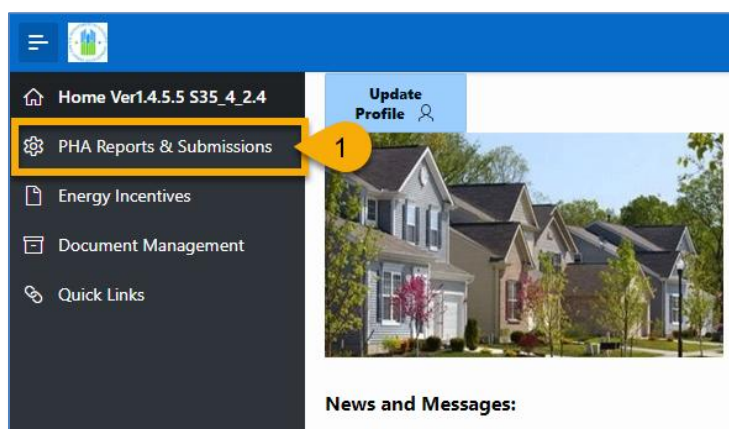 Home Ver1.4.5.5 S35_4_2.4
PHA Reports & Submissions
1
Energy Incentives
Document Management
Quick Links
Update
Profile
News and Messages: